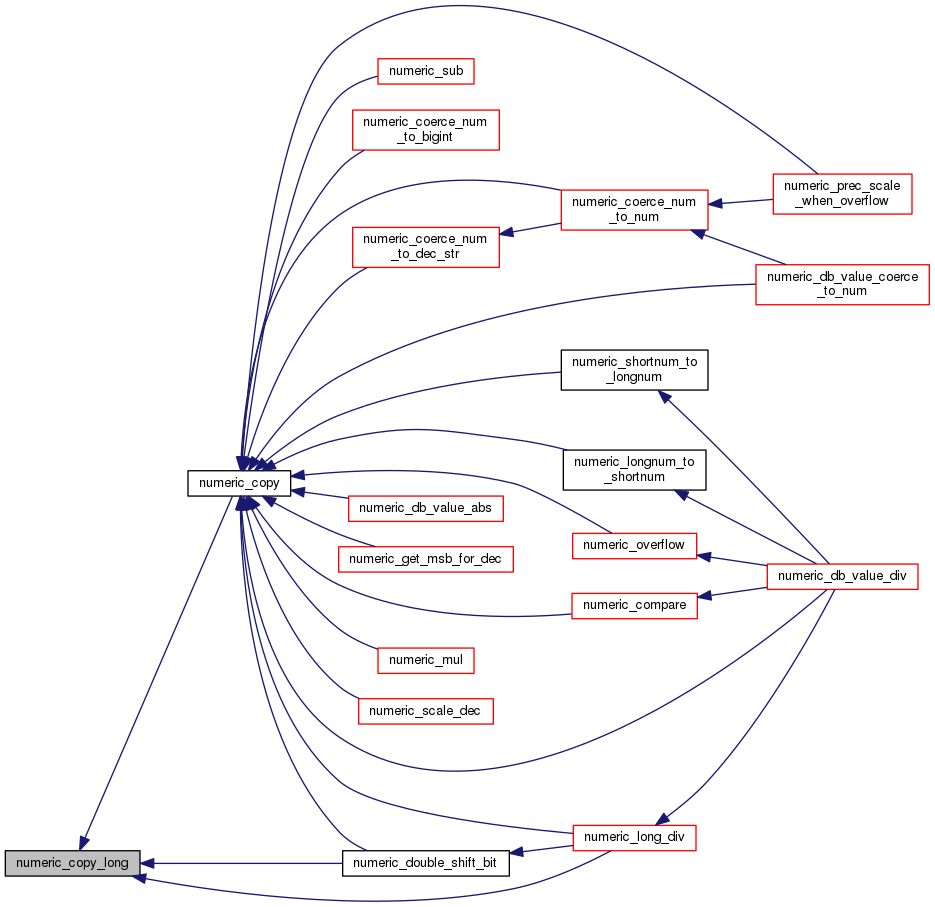 numeric_sub
numeric_coerce_num
_to_bigint
numeric_prec_scale
_when_overflow
numeric_coerce_num
_to_num
numeric_coerce_num
_to_dec_str
numeric_db_value_coerce
_to_num
numeric_shortnum_to
_longnum
numeric_longnum_to
_shortnum
numeric_copy
numeric_db_value_abs
numeric_overflow
numeric_get_msb_for_dec
numeric_db_value_div
numeric_compare
numeric_mul
numeric_scale_dec
numeric_long_div
numeric_copy_long
numeric_double_shift_bit